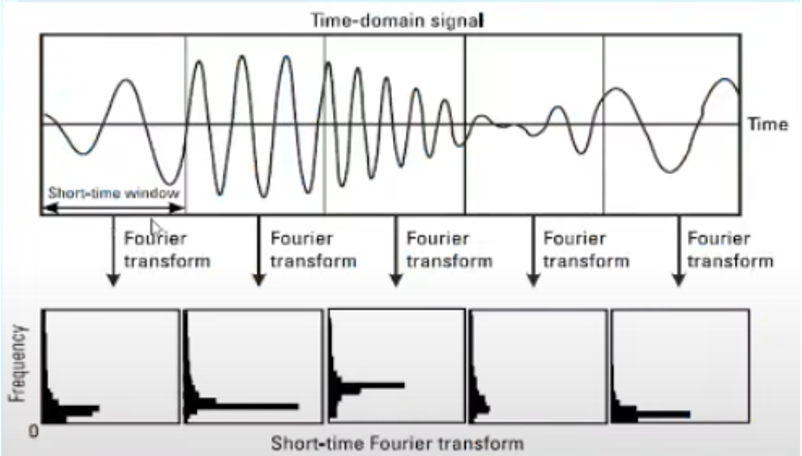 Time-domain signal
Time
Short-time window
Fourier
transform
Fourier
transform
Fourier
transform
Fourier
transform
Fourier
transform
Frequency
0
Short-time Fourier transform